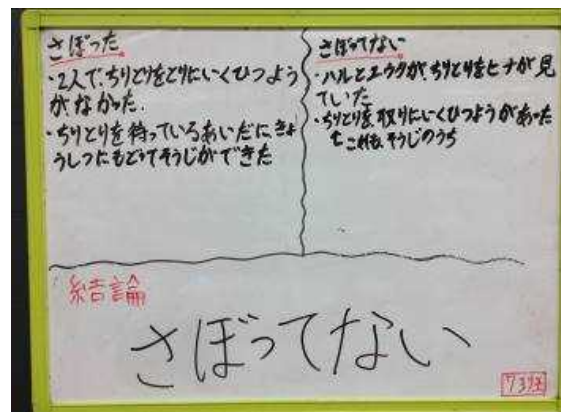 さぼった
・2人で、ちりとりをとりにいくひつよう
がなかった.
・ちりとりを待っているあいだにきょ
うしつにもどってそうじができた
さぼってない
・ハルとユウタが、ちりとりをヒナが見
ていた
・ちりとりを取りにいくひつようがあった
これも、そうじのうち
結論
さぼってない